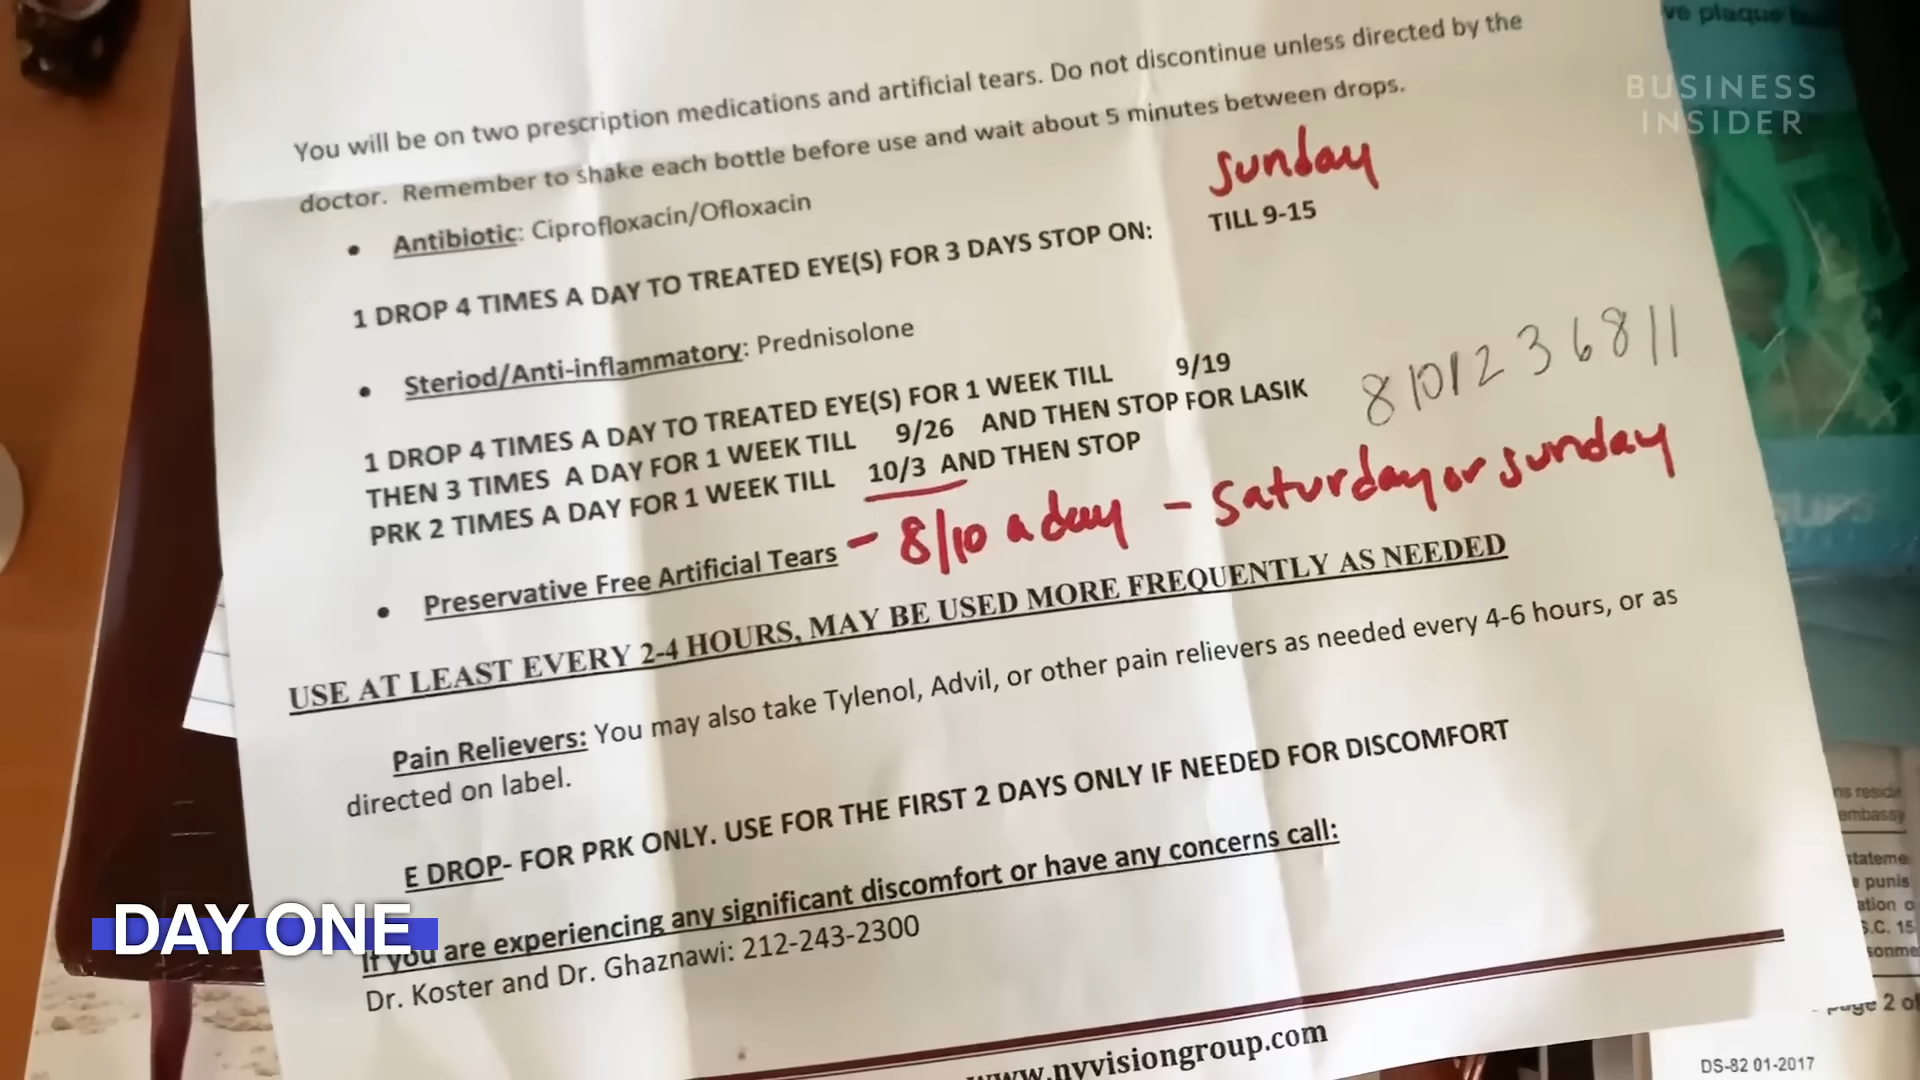 You will be on two prescription medications and artificial tears. Do not discontinue unless directed by the
doctor. Remember to shake each bottle before use and wait about 5 minutes between drops.
• Antibiotic: Ciprofloxacin/Ofloxacin
sunday
1 DROP 4 TIMES A DAY TO TREATED EYE(S) FOR 3 DAYS STOP ON: TILL 9-15
• Steriod/Anti-inflammatory: Prednisolone
1 DROP 4 TIMES A DAY TO TREATED EYE(S) FOR 1 WEEK TILL 9/19
THEN 3 TIMES A DAY FOR 1 WEEK TILL 9/26 AND THEN STOP FOR LASIK
PRK 2 TIMES A DAY FOR 1 WEEK TILL 10/3 AND THEN STOP
8 10 12 3 6 8 11
• Preservative Free Artificial Tears - 8/10 a day - saturday or sunday
USE AT LEAST EVERY 2-4 HOURS, MAY BE USED MORE FREQUENTLY AS NEEDED
Pain Relievers: You may also take Tylenol, Advil, or other pain relievers as needed every 4-6 hours, or as
directed on label.
E DROP- FOR PRK ONLY. USE FOR THE FIRST 2 DAYS ONLY IF NEEDED FOR DISCOMFORT
If you are experiencing any significant discomfort or have any concerns call:
Dr. Koster and Dr. Ghaznawi: 212-243-2300
www.nyvisiongroup.com
DAY ONE
BUSINESS
INSIDER
ve plaque
embassy
page 2 of
DS-82 01-2017